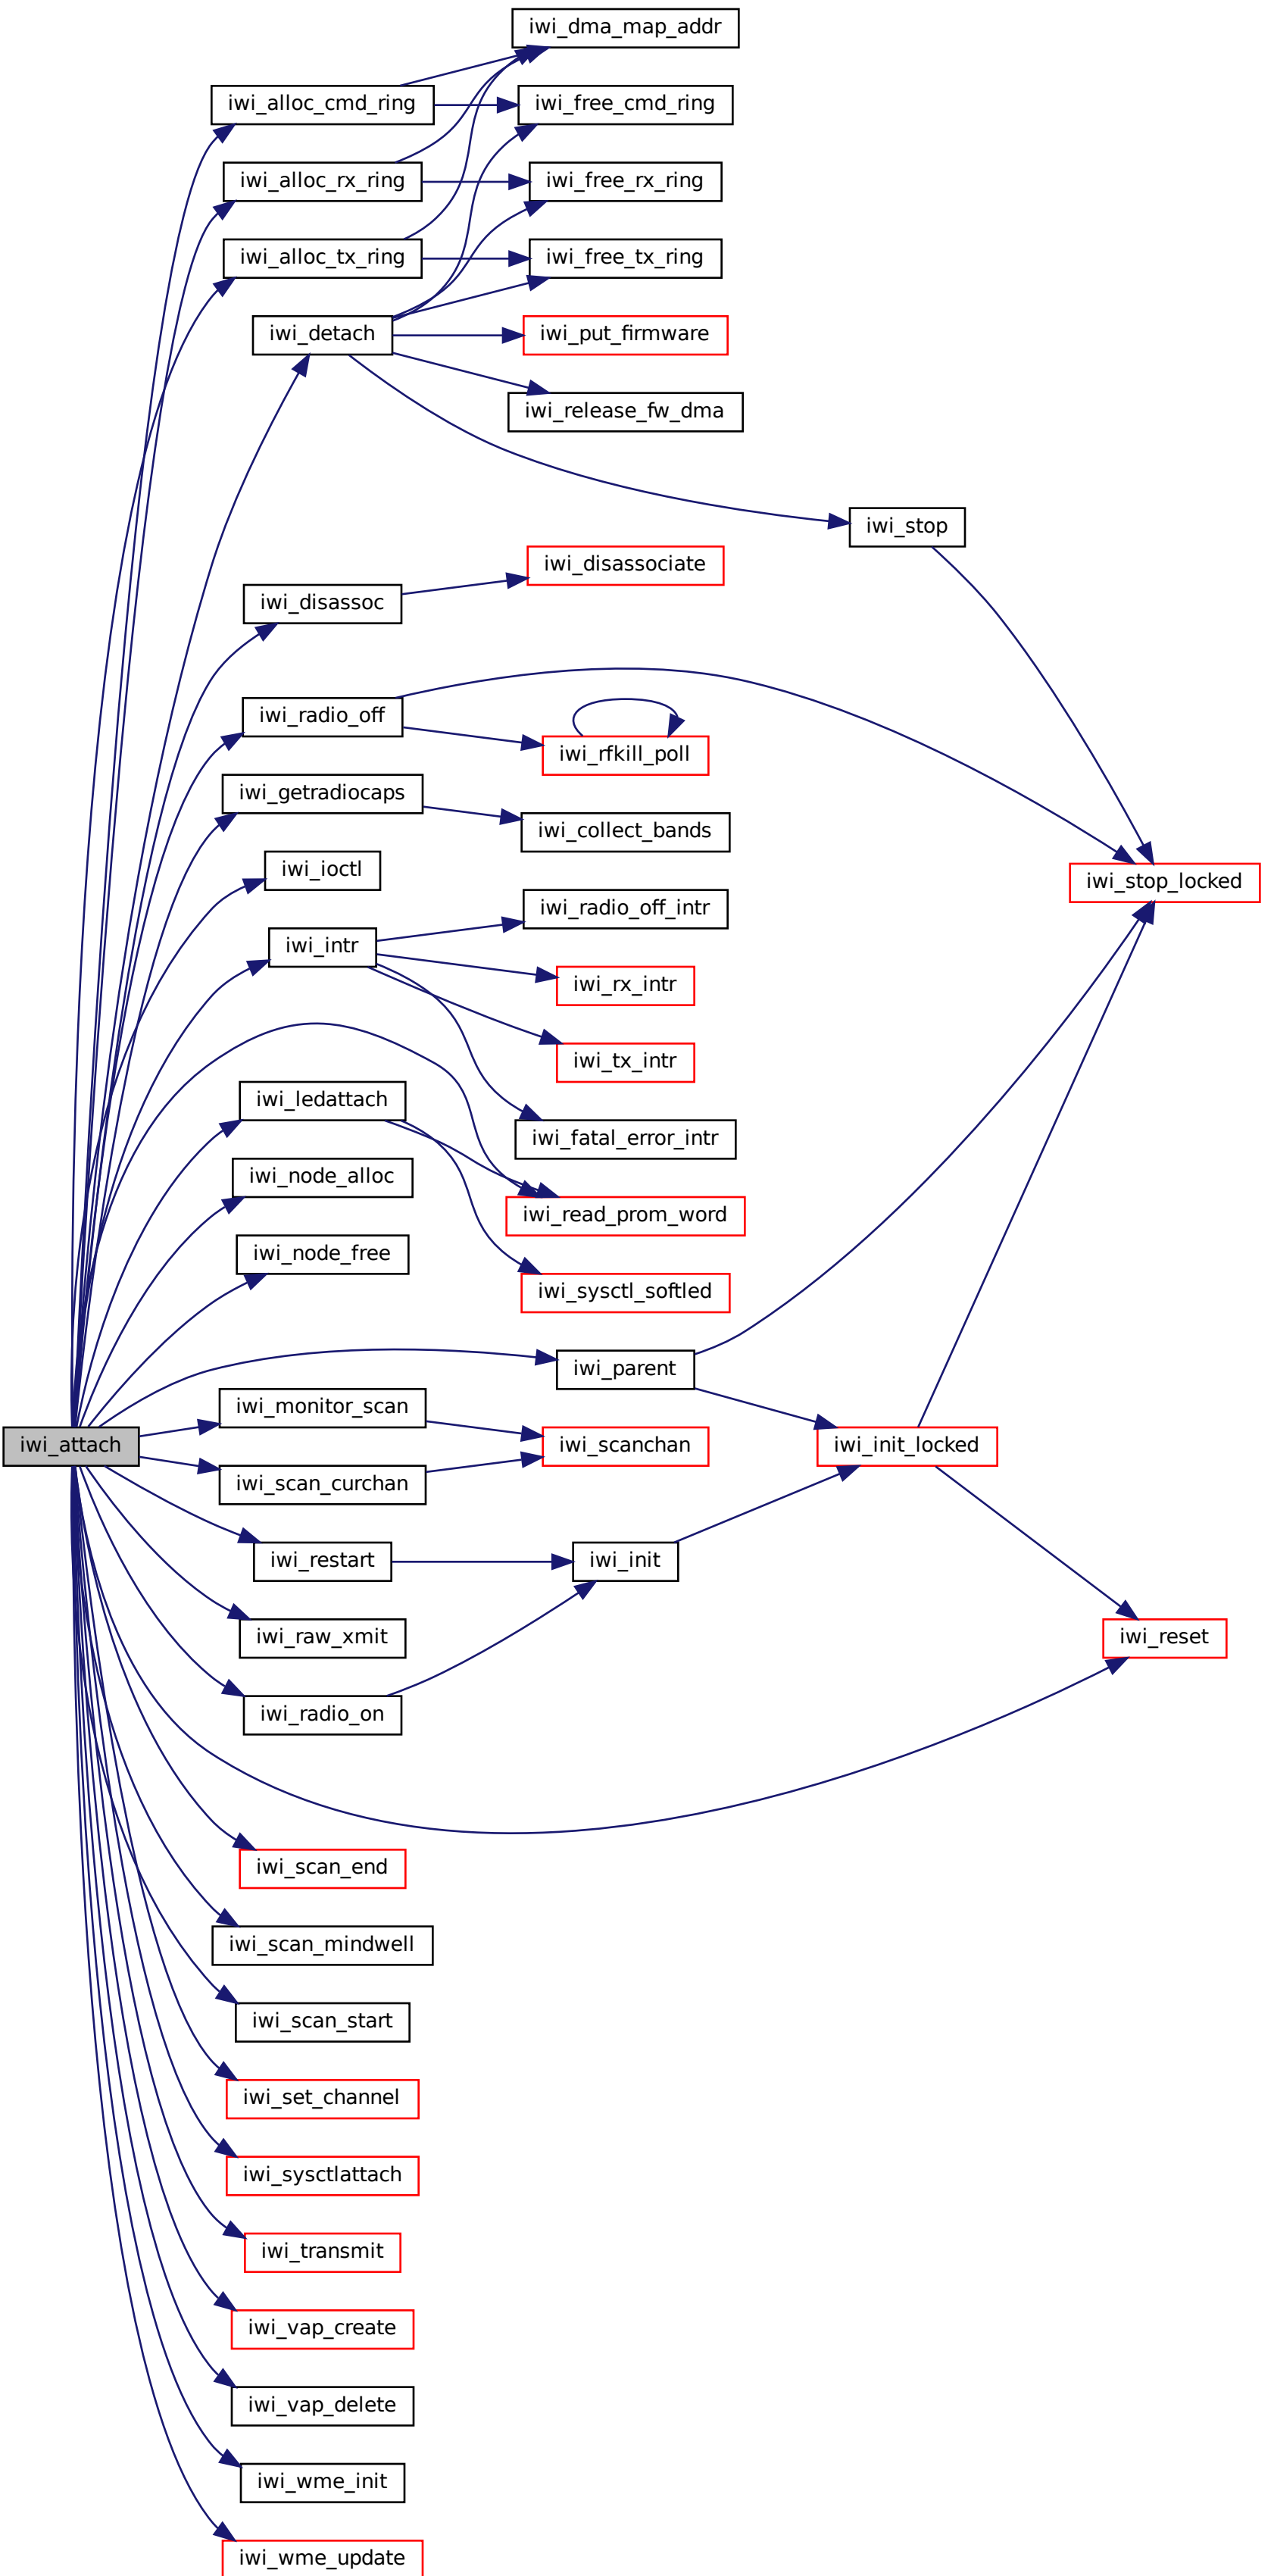 iwi_dma_map_addr
iwi_alloc_cmd_ring
iwi_free_cmd_ring
iwi_alloc_rx_ring
iwi_free_rx_ring
iwi_alloc_tx_ring
iwi_free_tx_ring
iwi_detach
iwi_put_firmware
iwi_release_fw_dma
iwi_stop
iwi_disassociate
iwi_disassoc
iwi_radio_off
iwi_rfkill_poll
iwi_getradiocaps
iwi_collect_bands
iwi_ioctl
iwi_stop_locked
iwi_radio_off_intr
iwi_intr
iwi_rx_intr
iwi_tx_intr
iwi_ledattach
iwi_fatal_error_intr
iwi_node_alloc
iwi_read_prom_word
iwi_node_free
iwi_sysctl_softled
iwi_parent
iwi_monitor_scan
iwi_attach
iwi_scanchan
iwi_init_locked
iwi_scan_curchan
iwi_restart
iwi_init
iwi_raw_xmit
iwi_reset
iwi_radio_on
iwi_scan_end
iwi_scan_mindwell
iwi_scan_start
iwi_set_channel
iwi_sysctlattach
iwi_transmit
iwi_vap_create
iwi_vap_delete
iwi_wme_init
iwi_wme_update